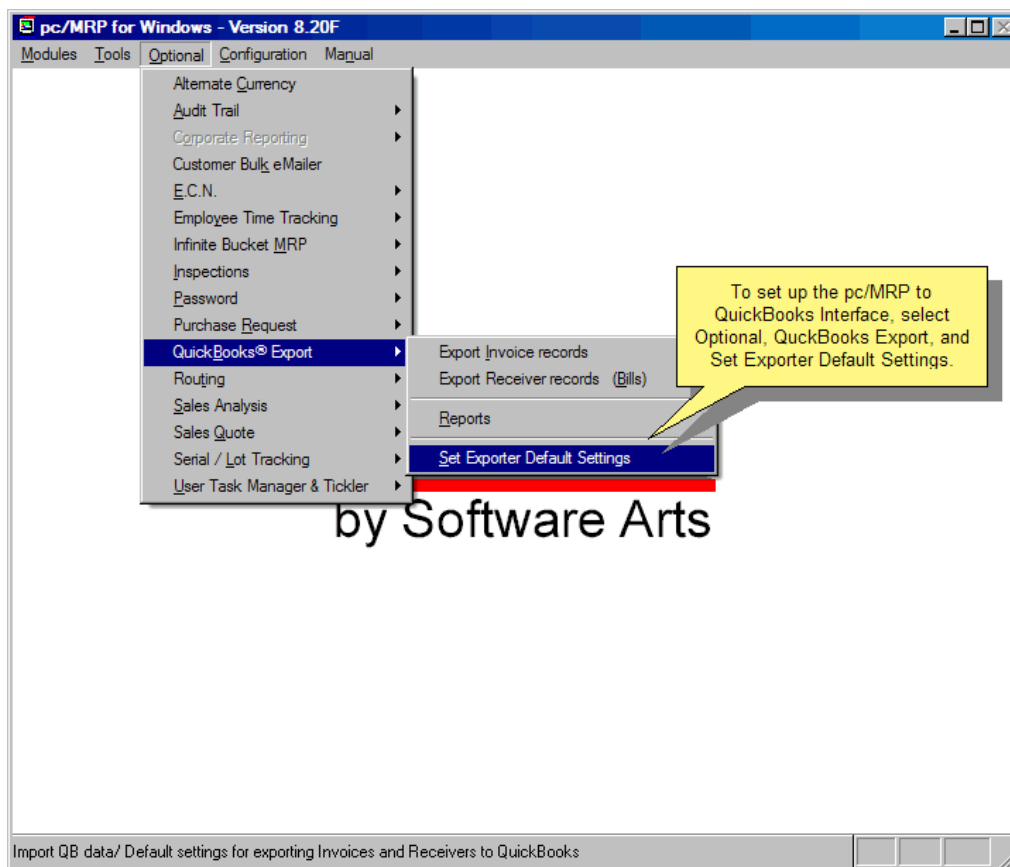 pc/MRP for Windows - Version 8.20F
Modules Tools Optional Configuration Manual
Alternate Currency
Audit Trail
Corporate Reporting
Customer Bulk eMailer
E.C.N.
Employee Time Tracking
Infinite Bucket MRP
Inspections
Password
Purchase Request
QuickBooks® Export
Routing
Sales Analysis
Sales Quote
Serial / Lot Tracking
User Task Manager & Tickler
Export Invoice records
Export Receiver records (Bills)
Reports
Set Exporter Default Settings
To set up the pc/MRP to
QuickBooks Interface, select
Optional, QuckBooks Export, and
Set Exporter Default Settings.
by Software Arts
Import QB data/ Default settings for exporting Invoices and Receivers to QuickBooks